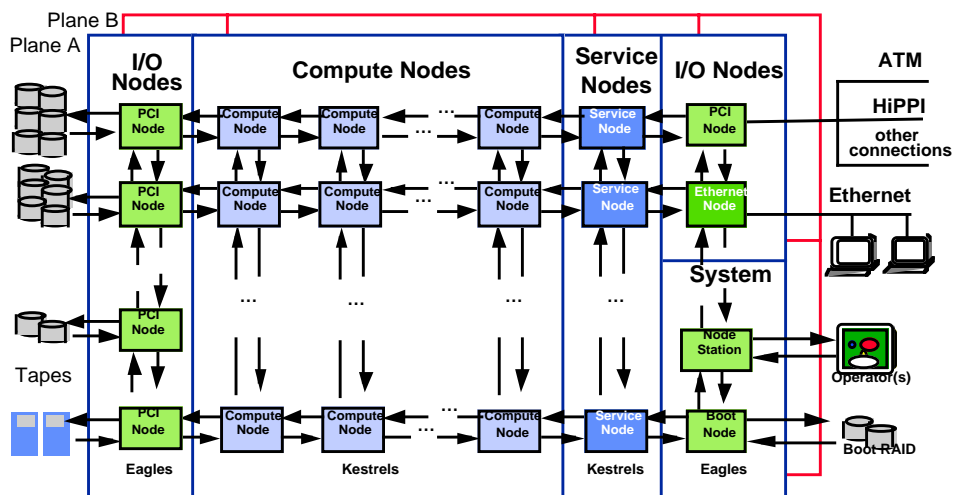 Plane B
Plane A
I/O
Nodes
Compute Nodes
Service
Nodes
I/O Nodes
ATM
HiPPI
other
connections
PCI
Node
Compute
Node
Compute
Node
...
...
Compute
Node
Service
Node
PCI
Node
PCI
Node
Compute
Node
Compute
Node
...
...
Compute
Node
Service
Node
Ethernet
Node
Ethernet
System
...
...
...
...
PCI
Node
Node
Station
Operator(s)
Tapes
PCI
Node
Compute
Node
Compute
Node
...
...
Compute
Node
Service
Node
Boot
Node
Boot RAID
Eagles
Kestrels
Kestrels
Eagles